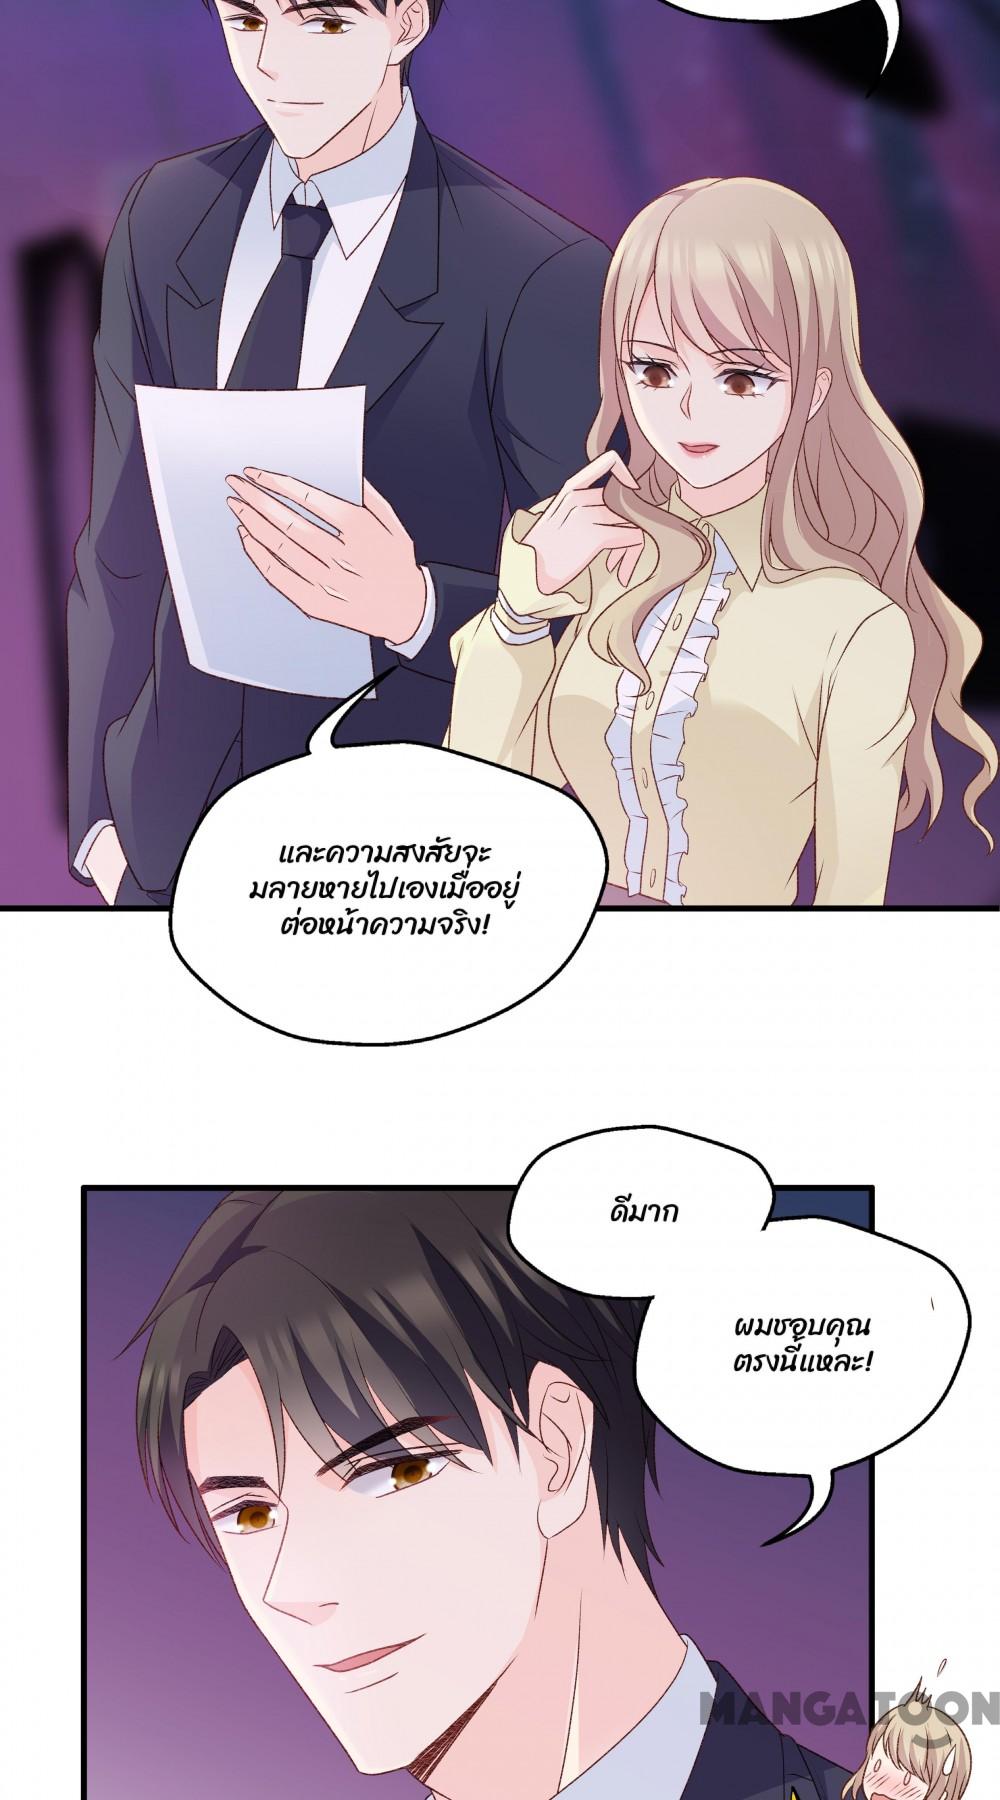 และความสงสัยจะ
มลายหายไปเองเมื่ออยู่
ต่อหน้าความจริง!
ดีมาก
ผมชอบคุณ
ตรงนี้แหละ!
MANGATOON